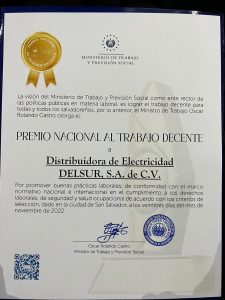 MINISTERIO DE TRABAJO
Y PREVISIÓN SOCIAL
La visión del Ministerio de Trabajo y Previsión Social como ente rector de
las políticas públicas en materia laboral, es lograr el trabajo decente para
todas y todos los salvadoreños, por lo anterior, el Ministro de Trabajo Oscar
Rolando Castro otorga el:
PREMIO NACIONAL AL TRABAJO DECENTE
a
Distribuidora de Electricidad
DELSUR, S.A. de C.V.
Por promover buenas prácticas laborales, de conformidad con el marco
normativo nacional e internacional en el cumplimiento a los derechos
laborales, de seguridad y salud ocupacional de acuerdo con los criterios de
selección, dado en la ciudad de San Salvador, a los veintitrés días del mes
de noviembre de 2022.
Oscar Rolando Castro
Ministro de Trabajo y Previsión Social